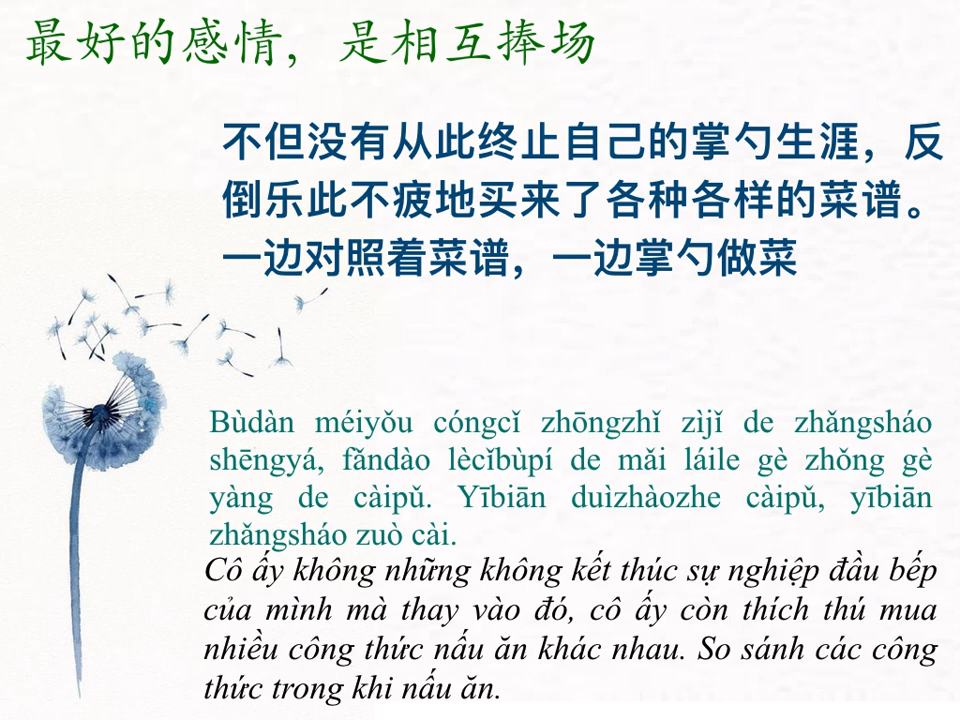 最好的感情，是相互捧场
不但没有从此终止自己的掌勺生涯，反
倒乐此不疲地买来了各种各样的菜谱。
一边对照着菜谱，一边掌勺做菜
Bùdàn méiyǒu cóngcǐ zhōngzhǐ zìjǐ de zhǎngsháo
shēngyá, fǎndào lècǐbùpí de mǎi láile gè zhǒng gè
yàng de càipǔ. Yībiān duìzhàozhe càipǔ, yībiān
zhǎngsháo zuò cài.
Cô ấy không những không kết thúc sự nghiệp đầu bếp
của mình mà thay vào đó, cô ấy còn thích thú mua
nhiều công thức nấu ăn khác nhau. So sánh các công
thức trong khi nấu ăn.